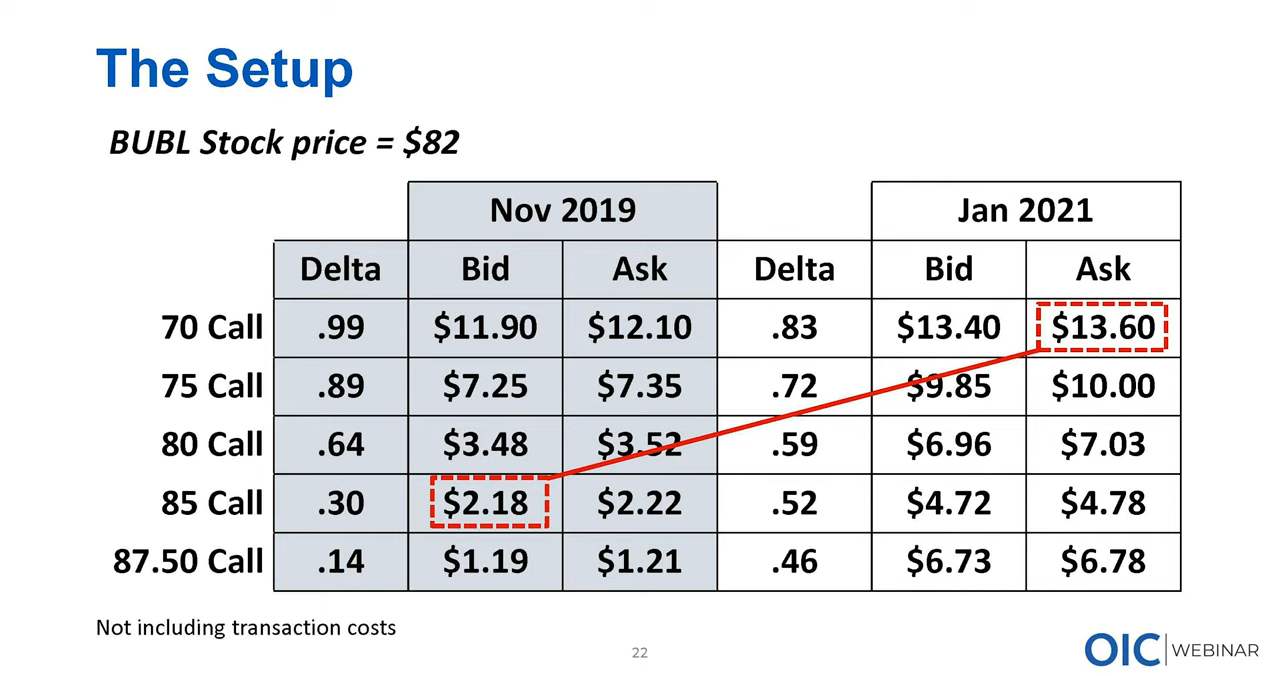 The Setup
BUBL Stock price = $82
Nov 2019 Jan 2021
Delta Bid Ask Delta Bid Ask
70 Call .99 $11.90 $12.10 .83 $13.40 $13.60
75 Call .89 $7.25 $7.35 .72 $9.85 $10.00
80 Call .64 $3.48 $3.52 .59 $6.96 $7.03
85 Call .30 $2.18 $2.22 .52 $4.72 $4.78
87.50 Call .14 $1.19 $1.21 .46 $6.73 $6.78
Not including transaction costs
22
OIC WEBINAR